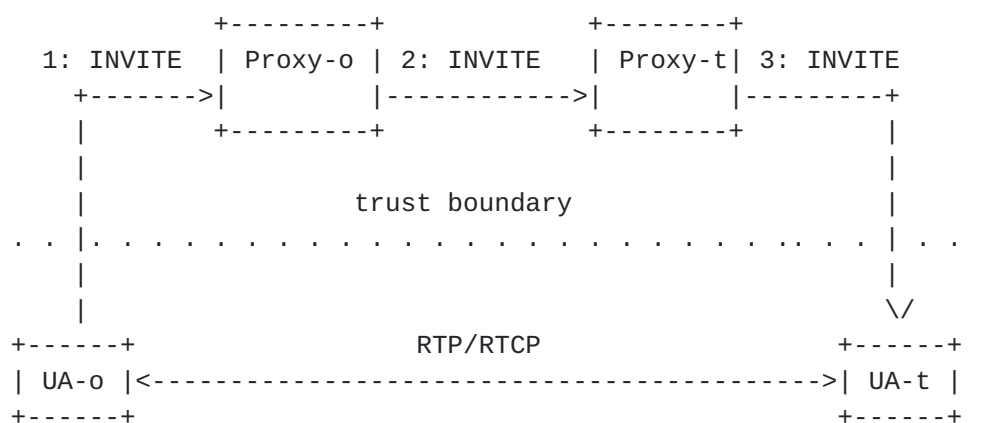 +---------+ +--------+
1: INVITE | Proxy-o | 2: INVITE | Proxy-t| 3: INVITE
+------->| |------------>| |---------+
| +---------+ +--------+ |
| |
| trust boundary |
. . |. . . . . . . . . . . . . . . . . . . . . . .. . . | . .
| |
| \/
+------+ RTP/RTCP +------+
| UA-o |<------------------------------------------->| UA-t |
+------+ +------+